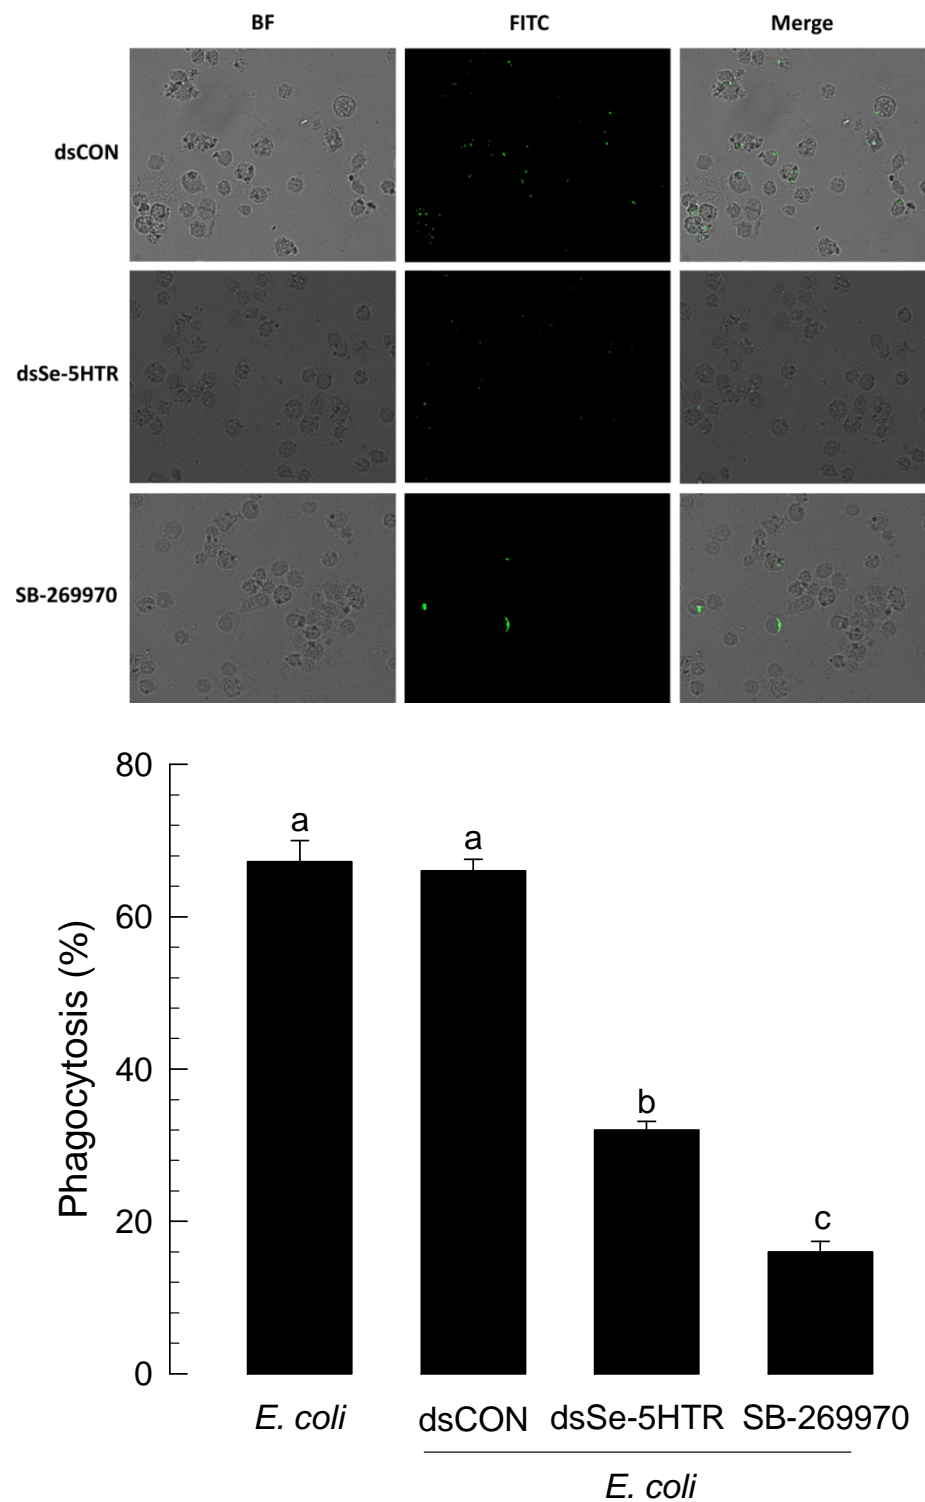 BF FITC Merge
dsCON
dsSe-5HTR
SB-269970
80
60
40
20
0
Phagocytosis (%)
a
a
b
c
E. coli dsCON dsSe-5HTR SB-269970
E. coli